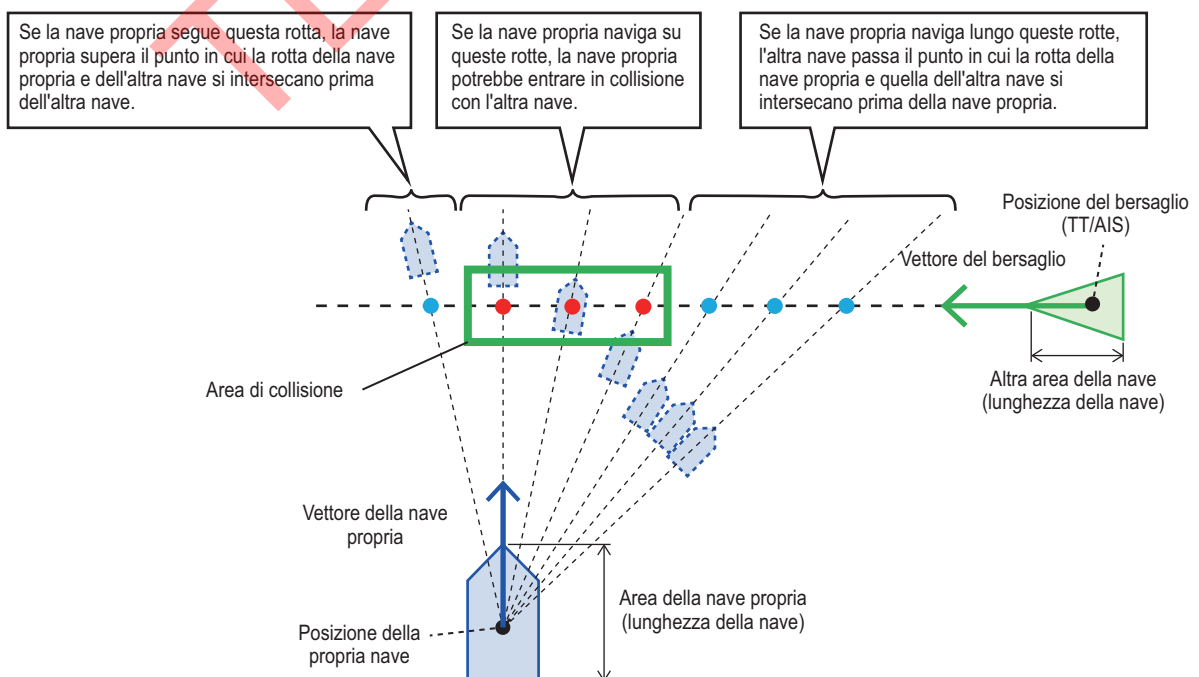 Se la nave propria segue questa rotta, la nave
propria supera il punto in cui la rotta della nave
propria e dell'altra nave si intersecano prima
dell'altra nave.
Se la nave propria naviga su
queste rotte, la nave propria
potrebbe entrare in collisione
con l'altra nave.
Se la nave propria naviga lungo queste rotte,
l'altra nave passa il punto in cui la rotta della
nave propria e quella dell'altra nave si
intersecano prima della nave propria.
Posizione del bersaglio
(TT/AIS)
Vettore del bersaglio
Area di collisione
Altra area della nave
(lunghezza della nave)
Vettore della nave
propria
Area della nave propria
(lunghezza della nave)
Posizione della
propria nave